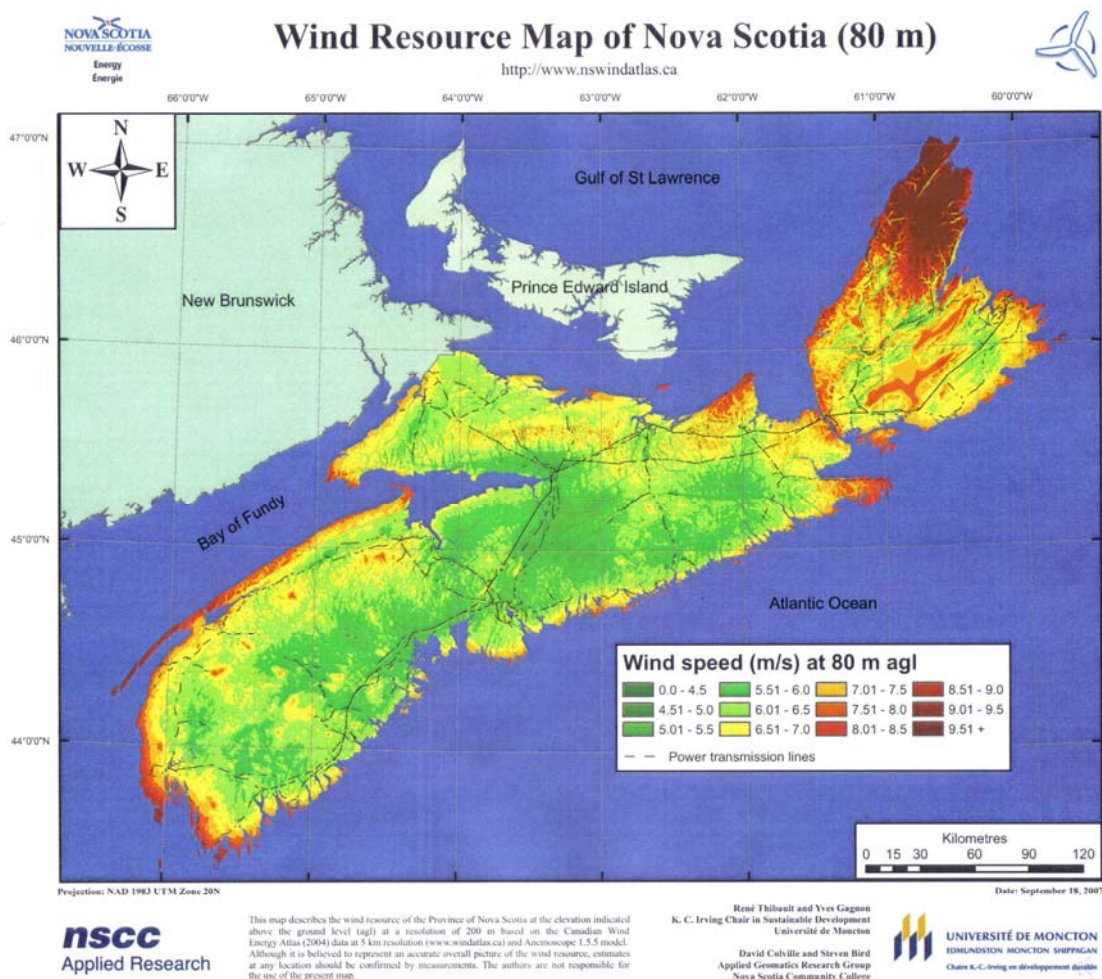 NOVA SCOTIA
NOUVELLE-ÉCOSSE
Energy
Énergie
Wind Resource Map of Nova Scotia (80 m)
http://www.nswindatlas.ca
66°0'0"W 65°0'0"W 64°0'0"W 63°0'0"W 62°0'0"W 61°0'0"W 60°0'0"W
47°0'0"N
N
W E
S
Gulf of St Lawrence
New Brunswick
Prince Edward Island
46°0'0"N
Bay of Fundy
45°0'0"N
Atlantic Ocean
44°0'0"N
Wind speed (m/s) at 80 m agl
0.0 - 4.5 5.51 - 6.0 7.01 - 7.5 8.51 - 9.0
4.51 - 5.0 6.01 - 6.5 7.51 - 8.0 9.01 - 9.5
5.01 - 5.5 6.51 - 7.0 8.01 - 8.5 9.51 +
Power transmission lines
Kilometres
0 15 30 60 90 120
47°0'0"N
46°0'0"N
45°0'0"N
44°0'0"N
Projection: NAD 1983 UTM Zone 20N
Date: September 18, 2007
nscc
Applied Research
This map describes the wind resource of the Province of Nova Scotia at the elevation indicated
above the ground level (agl) at a resolution of 200 m based on the Canadian Wind
Energy Atlas (2004) data at 5 km resolution (www.windatlas.ca) and Anemoscope 1.5.5 model.
Although it is believed to represent an accurate overall picture of the wind resource, estimates
at any location should be confirmed by measurements. The authors are not responsible for
the use of the present map.
René Thibault and Yves Gagnon
K. C. Irving Chair in Sustainable Development
Université de Moncton
David Colville and Steven Bird
Applied Geomatics Research Group
Nova Scotia Community College
UNIVERSITÉ DE MONCTON
EDMUNDSTON MONCTON SHIPPAGAN
Chaire K.-C.-Irving en développement durable